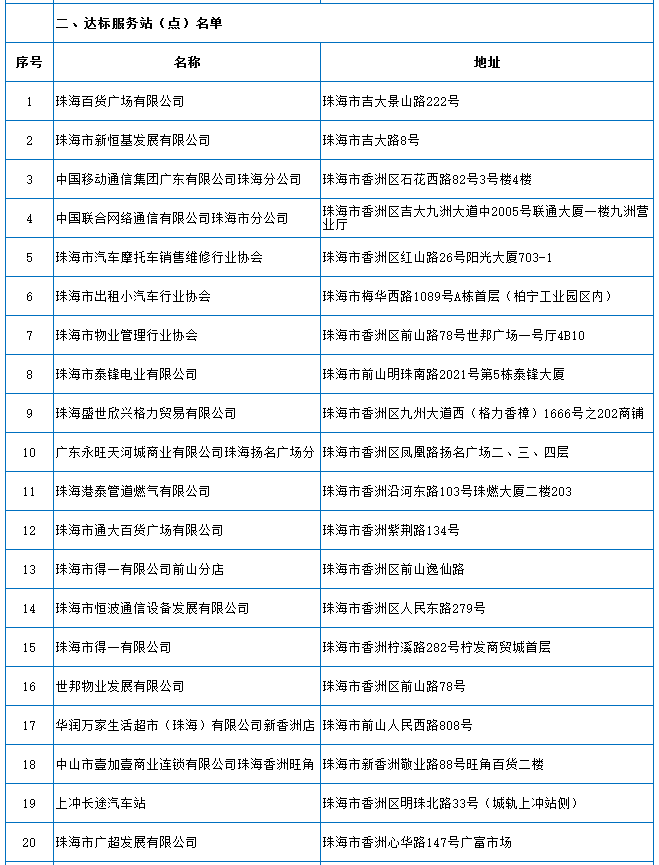 二、达标服务站（点）名单
序号 名称 地址
1 珠海百货广场有限公司 珠海市吉大景山路222号
2 珠海市新恒基发展有限公司 珠海市吉大路8号
3 中国移动通信集团广东有限公司珠海分公司 珠海市香洲区石花西路82号3号楼4楼
4 中国联合网络通信有限公司珠海市分公司 珠海市香洲区吉大九洲大道中2005号联通大厦一楼九洲营
业厅
5 珠海市汽车摩托车销售维修行业协会 珠海市香洲区红山路26号阳光大厦703-1
6 珠海市出租小汽车行业协会 珠海市梅华西路1089号A栋首层（柏宁工业园区内）
7 珠海市物业管理行业协会 珠海市香洲区前山路78号世邦广场一号厅4B10
8 珠海市泰锋电业有限公司 珠海市前山明珠南路2021号第5栋泰锋大厦
9 珠海盛世欣兴格力贸易有限公司 珠海市香洲区九州大道西（格力香樟）1666号之202商铺
10 广东永旺天河城商业有限公司珠海扬名广场分 珠海市香洲区凤凰路扬名广场二、三、四层
11 珠海港泰管道燃气有限公司 珠海市香洲沿河东路103号珠燃大厦二楼203
12 珠海市通大百货广场有限公司 珠海市香洲紫荆路134号
13 珠海市得一有限公司前山分店 珠海市香洲区前山逸仙路
14 珠海市恒波通信设备发展有限公司 珠海市香洲区人民东路279号
15 珠海市得一有限公司 珠海市香洲柠溪路282号柠发商贸城首层
16 世邦物业发展有限公司 珠海市香洲区前山路78号
17 华润万家生活超市（珠海）有限公司新香洲店 珠海市前山人民西路808号
18 中山市壹加壹商业连锁有限公司珠海香洲旺角 珠海市新香洲敬业路88号旺角百货二楼
19 上冲长途汽车站 珠海市香洲区明珠北路33号（城轨上冲站侧）
20 珠海市广超发展有限公司 珠海市香洲心华路147号广富市场